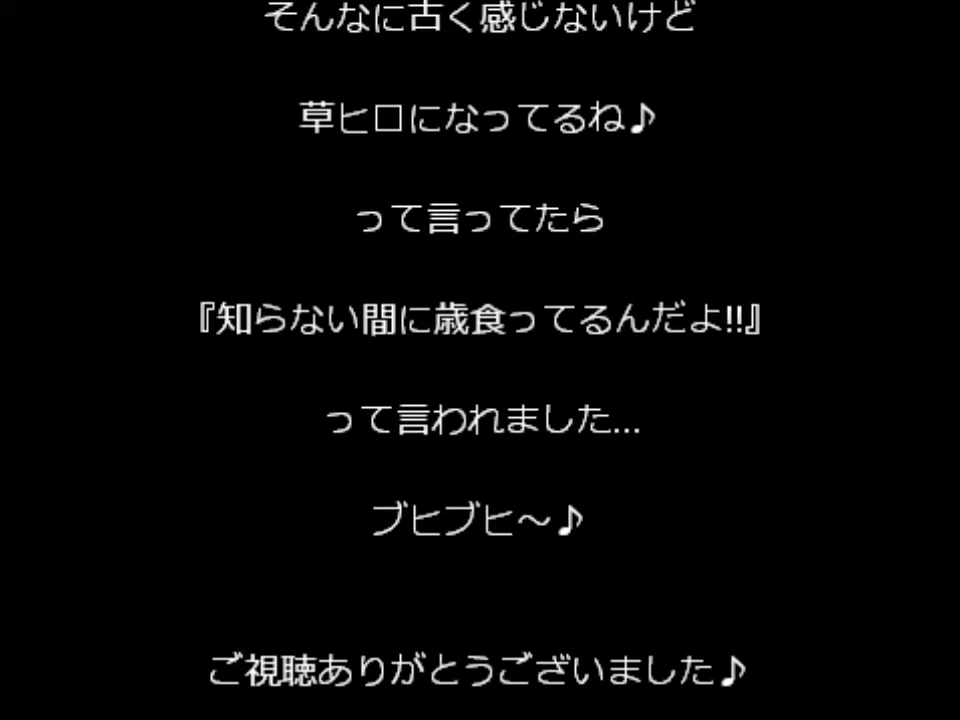 そんなに古く感じないけど
草ヒロになってるね♪
って言ってたら
『知らない間に歳食ってるんだよ!!』
って言われました...
ブヒブヒ～♪
ご視聴ありがとうございました♪